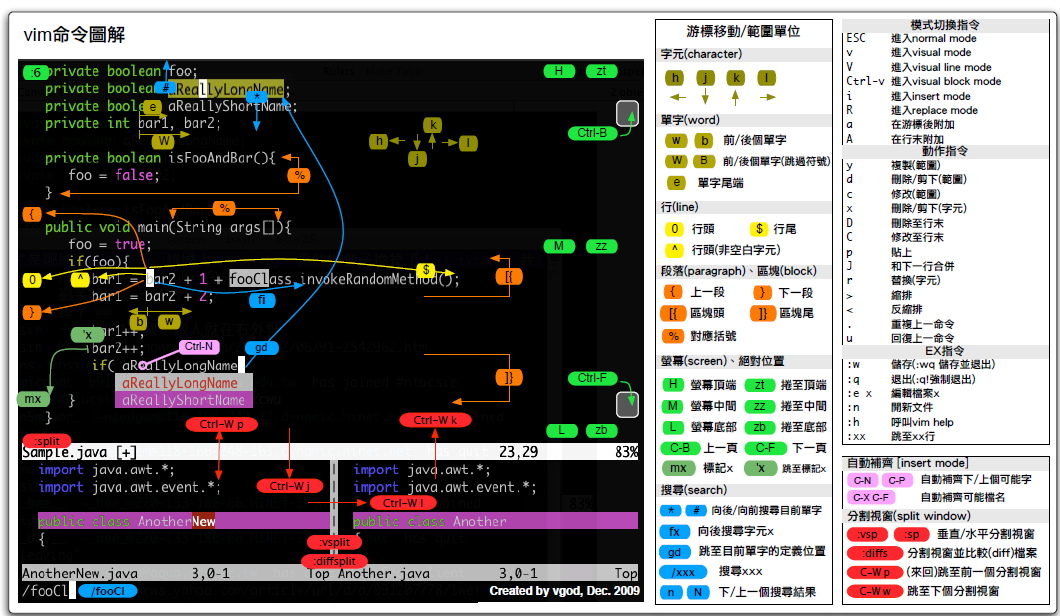 vim命令圖解
:6
private boolean foo;
H
zt
private boolean aReallyLongName;
#
*
private boolean aReallyShortName;
e
private int bar1, bar2;
W
k
h
l
j
Ctrl-B
private boolean isFooAndBar(){
foo = false;
%
}
{
%
public void main(String args[]){
foo = true;
M
zz
if(foo){
0
^
$
[{
bar1 = bar2 + 1 + fooClass.invokeRandomMethod();
bar1 = bar2 + 2;
fi
}
b
w
'x
bar1++;
bar2++;
Ctrl-N
gd
if( aReallyLongName
aReallyLongName
aReallyShortName
]}
Ctrl-F
mx
}
}
Ctrl-W p
Ctrl-W k
L
zb
:split
Sample.java [+]
23,29
83%
import java.awt.*;
import java.awt.*;
import java.awt.event.*;
import java.awt.event.*;
Ctrl-W j
Ctrl-W l
public class AnotherNew
public class Another
{
{
:vsplit
:diffsplit
AnotherNew.java 3,0-1 Top
Another.java 3,0-1 Top
/fooCl
/fooCl
Created by vgod, Dec. 2009
游標移動/範圍單位
字元(character)
h j k l
單字(word)
w b 前/後個單字
W B 前/後個單字(跳過符號)
e 單字尾端
行(line)
0 行頭 $ 行尾
^ 行頭(非空白字元)
段落(paragraph)、區塊(block)
{ 上一段 } 下一段
[{ 區塊頭 ]} 區塊尾
% 對應括號
螢幕(screen)、絕對位置
H 螢幕頂端 zt 捲至頂端
M 螢幕中間 zz 捲至中間
L 螢幕底部 zb 捲至底部
C-B 上一頁 C-F 下一頁
mx 標記x 'x 跳至標記x
搜尋(search)
* # 向後/向前搜尋目前單字
fx 向後搜尋字元x
gd 跳至目前單字的定義位置
/xxx 搜尋xxx
n N 下/上一個搜尋結果
模式切換指令
ESC 進入normal mode
v 進入visual mode
V 進入visual line mode
Ctrl-v 進入visual block mode
i 進入insert mode
R 進入replace mode
a 在游標後附加
A 在行末附加
動作指令
y 複製(範圍)
d 刪除/剪下(範圍)
c 修改(範圍)
x 刪除/剪下(字元)
D 刪除至行末
C 修改至行末
p 貼上
J 和下一行合併
r 替換(字元)
> 縮排
< 反縮排
. 重複上一命令
u 回復上一命令
EX指令
:w 儲存(:wq 儲存並退出)
:q 退出(:q!強制退出)
:e x 編輯檔案x
:n 開新文件
:h 呼叫vim help
:xx 跳至xx行
自動補齊 [insert mode]
C-N C-P 自動補齊下/上個可能字
C-X C-F 自動補齊可能檔名
分割視窗(split window)
:vsp :sp 垂直/水平分割視窗
:diffs 分割視窗並比較(diff)檔案
C-W p (來回)跳至前一個分割視窗
C-W w 跳至下個分割視窗